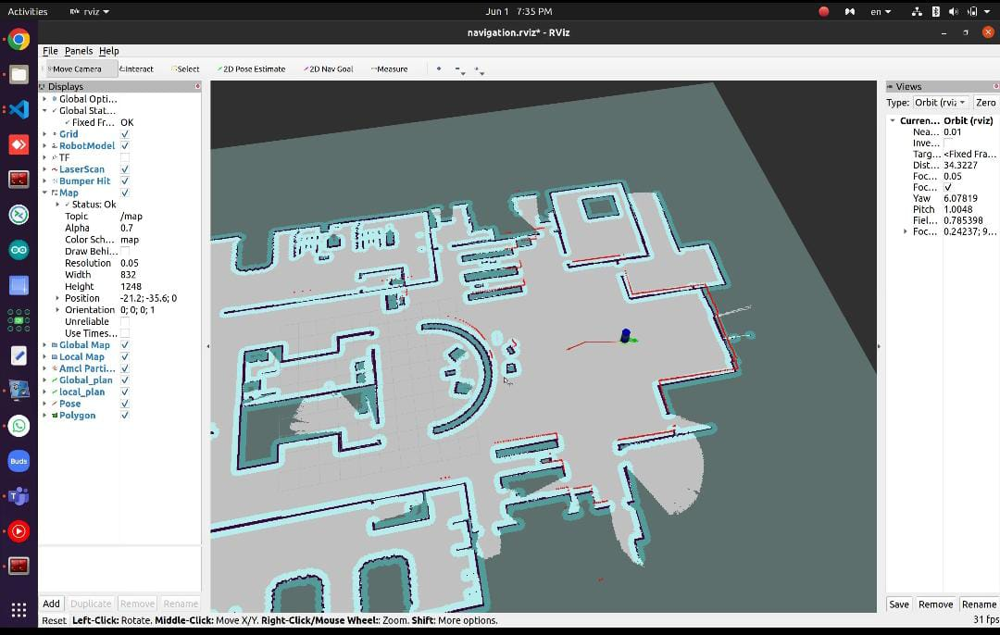 Activities
rviz
Jun 1 7:35 PM
en
navigation.rviz* - RViz
File Panels Help
Move Camera
Interact
Select
2D Pose Estimate
2D Nav Goal
Measure
Displays
Global Opti...
Global Stat...
Fixed Fr... OK
Grid
RobotModel
TF
LaserScan
Bumper Hit
Map
Status: Ok
Topic /map
Alpha 0.7
Color Sch... map
Draw Behi...
Resolution 0.05
Width 832
Height 1248
Position -21.2; -35.6; 0
Orientation 0; 0; 0; 1
Unreliable
Use Times...
Global Map
Local Map
Amcl Parti...
Global_plan
local_plan
Pose
Polygon
Add Duplicate Remove Rename
Reset Left-Click: Rotate. Middle-Click: Move X/Y. Right-Click/Mouse Wheel:: Zoom. Shift: More options.
Views
Type: Orbit (rviz Zero
Curren... Orbit (rviz)
Nea... 0.01
Inve...
Targ... <Fixed Fra...
Dist... 34.3227
Foc... 0.05
Foc...
Yaw 6.07819
Pitch 1.0048
Fiel... 0.785398
Foc... 0.24237; 9...
Save Remove Rename
31 fps
Buds